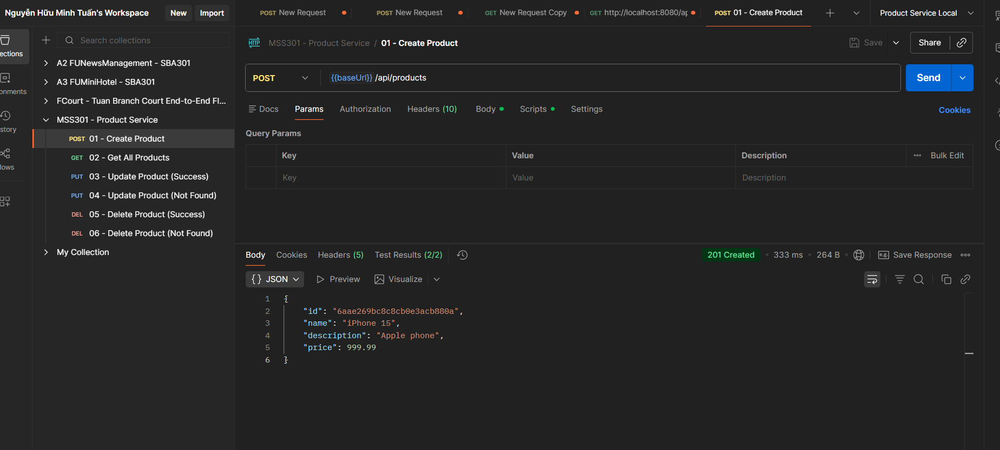 Nguyễn Hữu Minh Tuấn's Workspace New Import
POST New Request POST New Request GET New Request Copy GET http://localhost:8080/ap POST 01 - Create Product Product Service Local
Search collections
ections
onments
story
lows
A2 FUNewsManagement - SBA301
A3 FUMiniHotel - SBA301
FCourt - Tuan Branch Court End-to-End Fl...
MSS301 - Product Service
POST 01 - Create Product
GET 02 - Get All Products
PUT 03 - Update Product (Success)
PUT 04 - Update Product (Not Found)
DEL 05 - Delete Product (Success)
DEL 06 - Delete Product (Not Found)
My Collection
HTTP MSS301 - Product Service / 01 - Create Product Save Share
POST {{baseUrl}} /api/products Send
Docs Params Authorization Headers (10) Body Scripts Settings Cookies
Query Params
Key Value Description Bulk Edit
Key Value Description
Body Cookies Headers (5) Test Results (2/2) 201 Created 333 ms 264 B e.g. Save Response
{} JSON Preview Visualize
1 {
2 "id": "6aae269bc8c8cb0e3acb880a",
3 "name": "iPhone 15",
4 "description": "Apple phone",
5 "price": 999.99
6 }